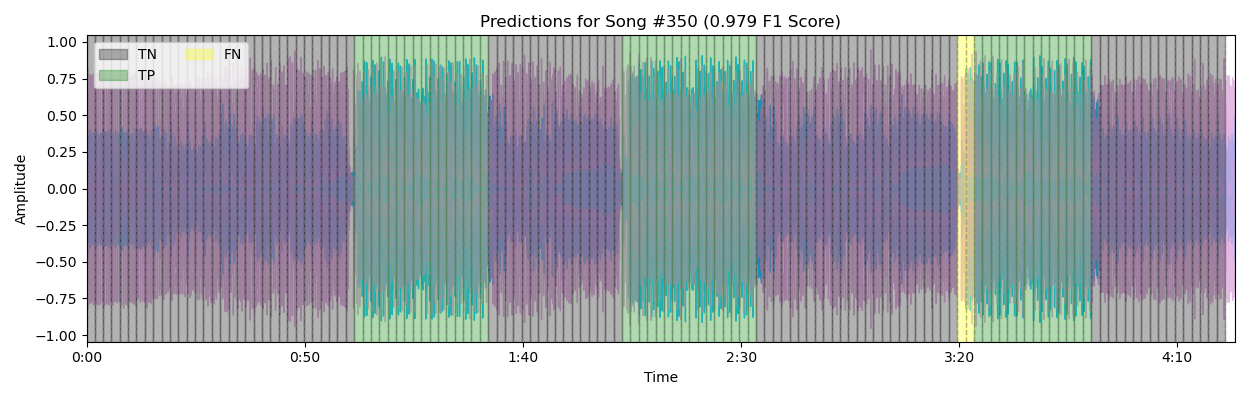 Predictions for Song #350 (0.979 F1 Score)
TN
FN
TP
1.00
0.75
0.50
0.25
0.00
−0.25
−0.50
−0.75
−1.00
Amplitude
0:00
0:50
1:40
2:30
3:20
4:10
Time